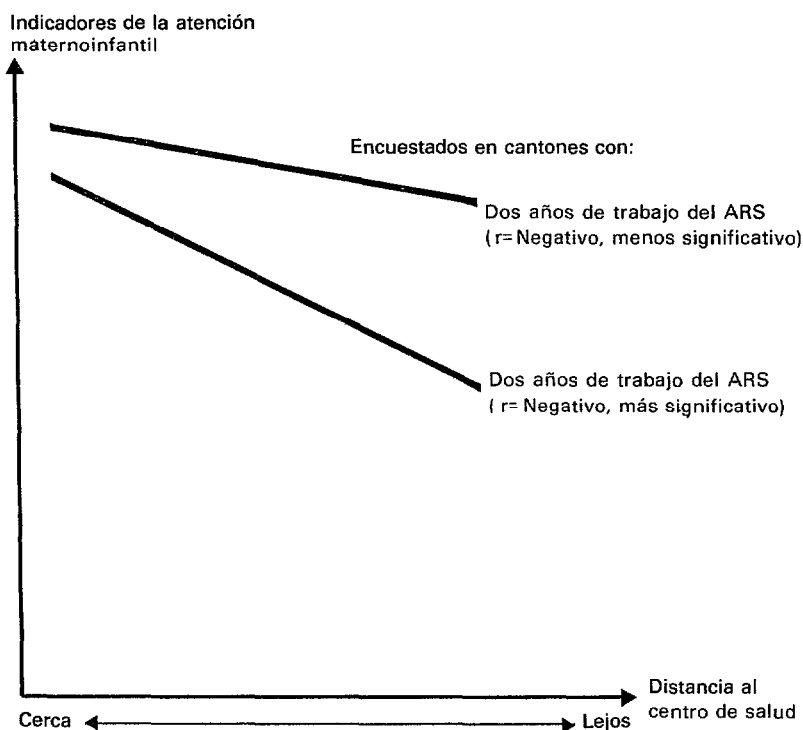 Indicadores de la atención
maternoinfantil
Encuestados en cantones con:
Dos años de trabajo del ARS
(r= Negativo, menos significativo)
Dos años de trabajo del ARS
(r= Negativo, más significativo)
Distancia al
centro de salud
Cerca
Lejos